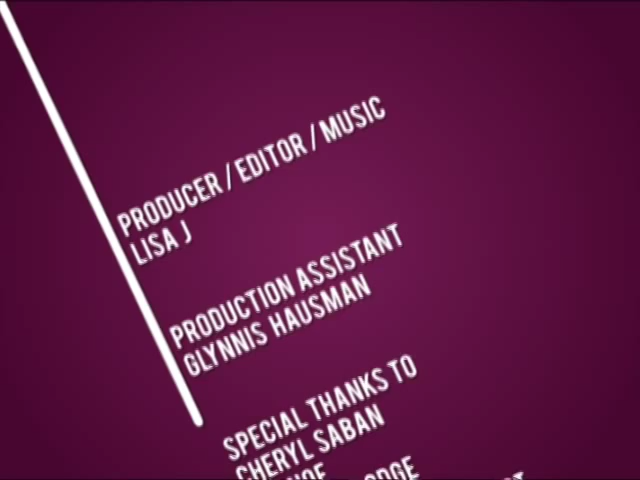 PRODUCER / EDITOR / MUSIC
LISA J
PRODUCTION ASSISTANT
GLYNNIS HAUSMAN
SPECIAL THANKS TO
CHERYL SABAN